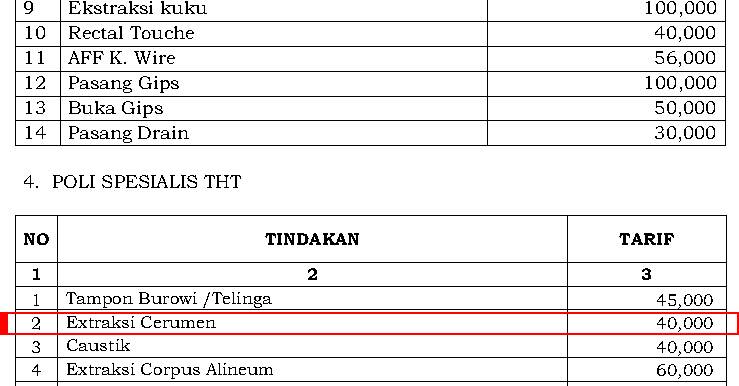 9 Ekstraksi kuku 100,000
10 Rectal Touche 40,000
11 AFF K. Wire 56,000
12 Pasang Gips 100,000
13 Buka Gips 50,000
14 Pasang Drain 30,000
4. POLI SPESIALIS THT
NO TINDAKAN TARIF
1 2 3
1 Tampon Burowi /Telinga 45,000
2 Extraksi Cerumen 40,000
3 Caustik 40,000
4 Extraksi Corpus Alineum 60,000